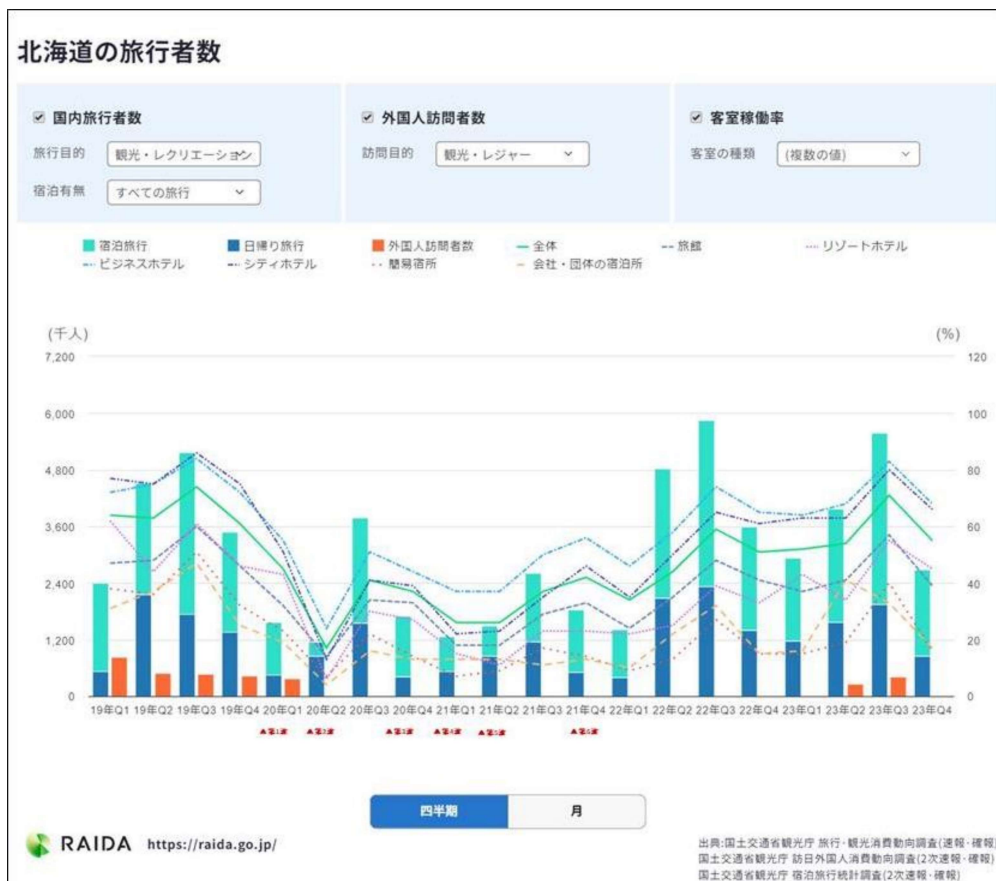 北海道の旅行者数
国内旅行者数
旅行目的 観光・レクリエーション
宿泊有無 すべての旅行
外国人訪問者数
訪問目的 観光・レジャー
客室稼働率
客室の種類 (複数の値)
宿泊旅行 日帰り旅行 外国人訪問者数 全体 旅館 リゾートホテル
ビジネスホテル シティホテル 簡易宿所 会社・団体の宿泊所
(千人) (%)
7,200 120
6,000 100
4,800 80
3,600 60
2,400 40
1,200 20
0 0
19年Q1 19年Q2 19年Q3 19年Q4 20年Q1 20年Q2 20年Q3 20年Q4 21年Q1 21年Q2 21年Q3 21年Q4 22年Q1 22年Q2 22年Q3 22年Q4 23年Q1 23年Q2 23年Q3 23年Q4
四半期 月
RAIDA https://raida.go.jp/
出典:国土交通省観光庁 旅行・観光消費動向調査(速報・確報)
国土交通省観光庁 訪日外国人消費動向調査(2次速報・確報)
国土交通省観光庁 宿泊旅行統計調査(2次速報・確報)